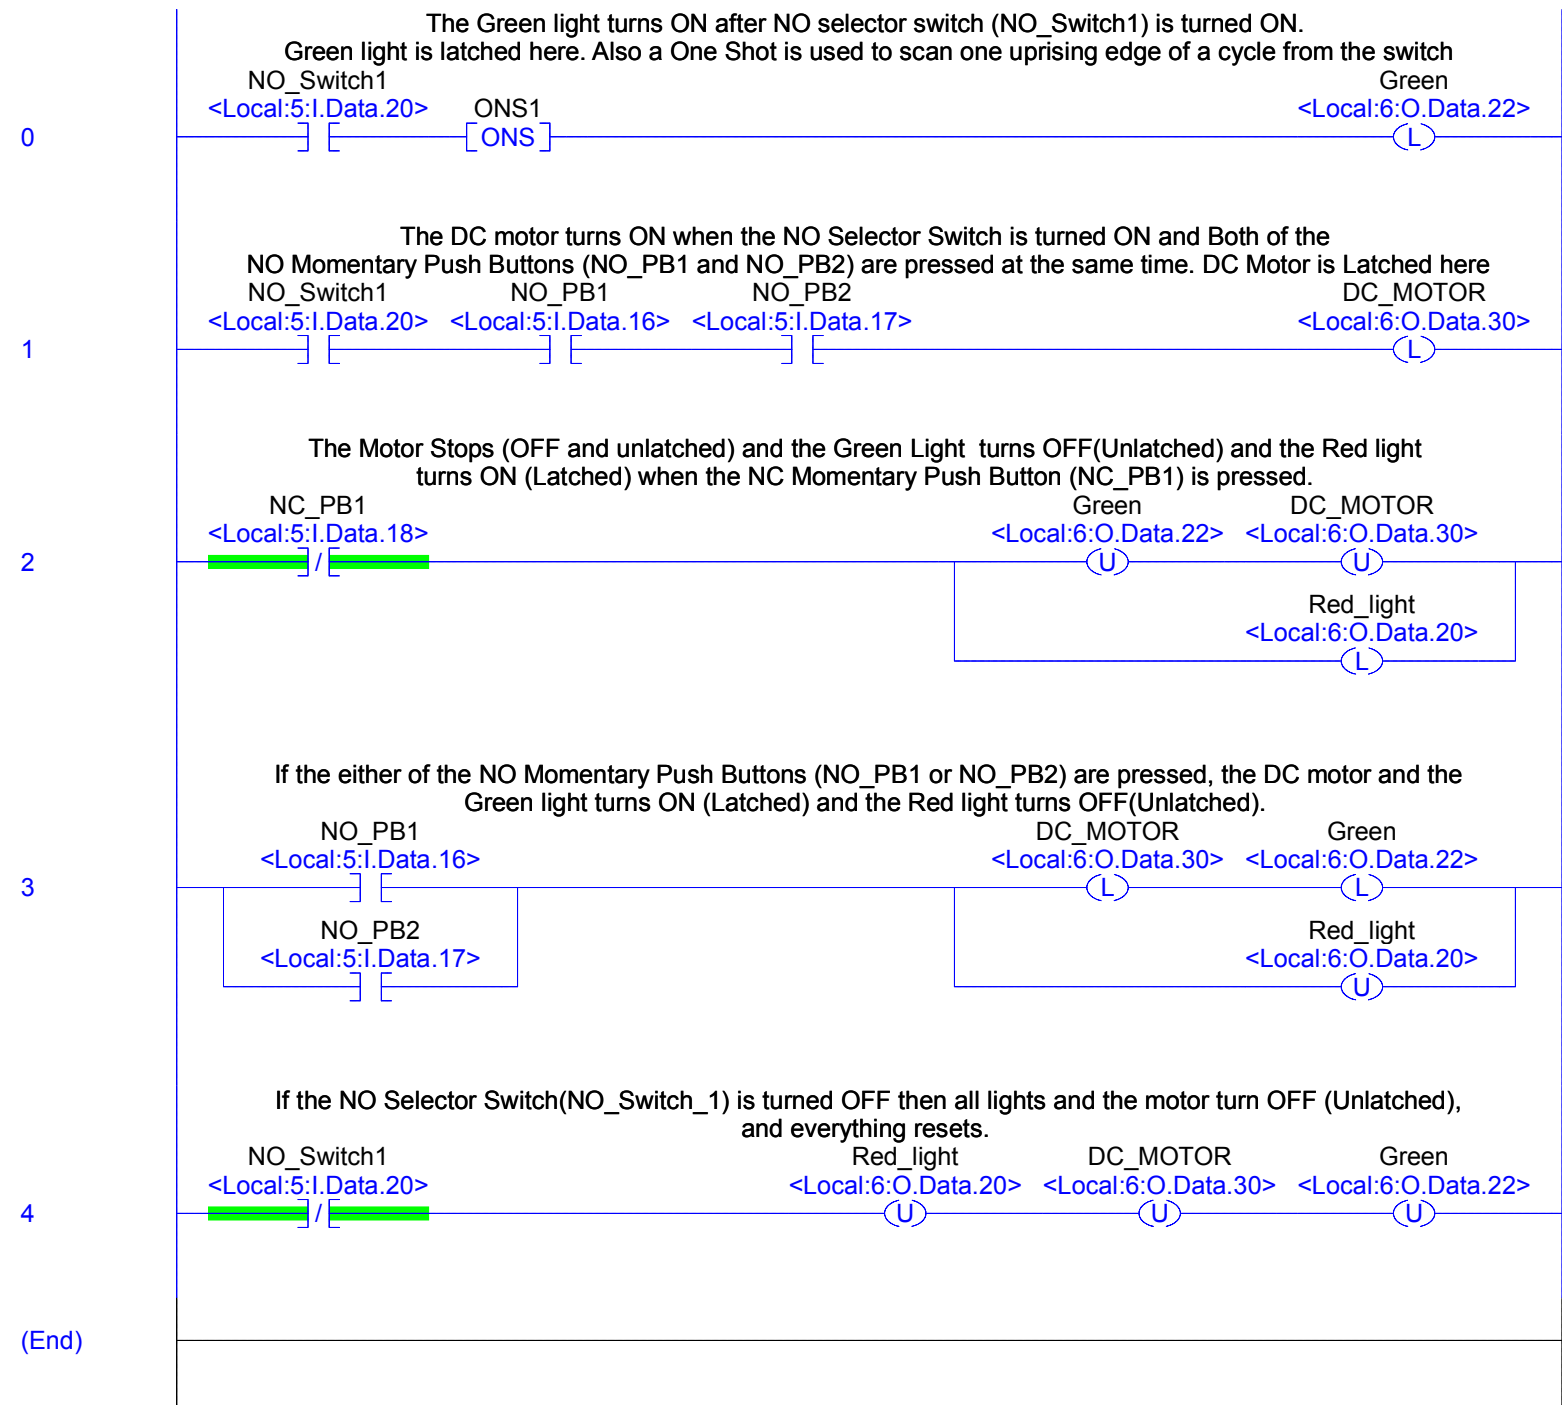 The Green light turns ON after NO selector switch (NO_Switch1) is turned ON.
Green light is latched here. Also a One Shot is used to scan one uprising edge of a cycle from the switch
NO_Switch1 Green
<Local:5:I.Data.20> ONS1 <Local:6:O.Data.22>
0 ONS L
The DC motor turns ON when the NO Selector Switch is turned ON and Both of the
NO Momentary Push Buttons (NO_PB1 and NO_PB2) are pressed at the same time. DC Motor is Latched here
NO_Switch1 NO_PB1 NO_PB2 DC_MOTOR
<Local:5:I.Data.20> <Local:5:I.Data.16> <Local:5:I.Data.17> <Local:6:O.Data.30>
1 L
The Motor Stops (OFF and unlatched) and the Green Light  turns OFF(Unlatched) and the Red light
turns ON (Latched) when the NC Momentary Push Button (NC_PB1) is pressed.
NC_PB1 Green DC_MOTOR
<Local:5:I.Data.18> <Local:6:O.Data.22> <Local:6:O.Data.30>
2 / U U
Red_light
<Local:6:O.Data.20>
L
If the either of the NO Momentary Push Buttons (NO_PB1 or NO_PB2) are pressed, the DC motor and the
Green light turns ON (Latched) and the Red light turns OFF(Unlatched).
NO_PB1 DC_MOTOR Green
<Local:5:I.Data.16> <Local:6:O.Data.30> <Local:6:O.Data.22>
3 L L
NO_PB2 Red_light
<Local:5:I.Data.17> <Local:6:O.Data.20>
U
If the NO Selector Switch(NO_Switch_1) is turned OFF then all lights and the motor turn OFF (Unlatched),
and everything resets.
NO_Switch1 Red_light DC_MOTOR Green
<Local:5:I.Data.20> <Local:6:O.Data.20> <Local:6:O.Data.30> <Local:6:O.Data.22>
4 / U U U
(End)